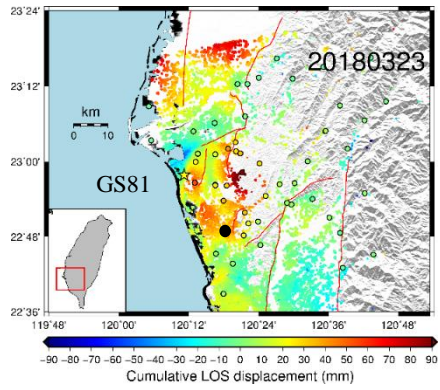 23˚24'
20180323
23˚12'
km
0 10
23˚00'
GS81
22˚48'
22˚36'
119˚48' 120˚00' 120˚12' 120˚24' 120˚36' 120˚48'
−90 −80 −70 −60 −50 −40 −30 −20 −10 0 10 20 30 40 50 60 70 80 90
Cumulative LOS displacement (mm)